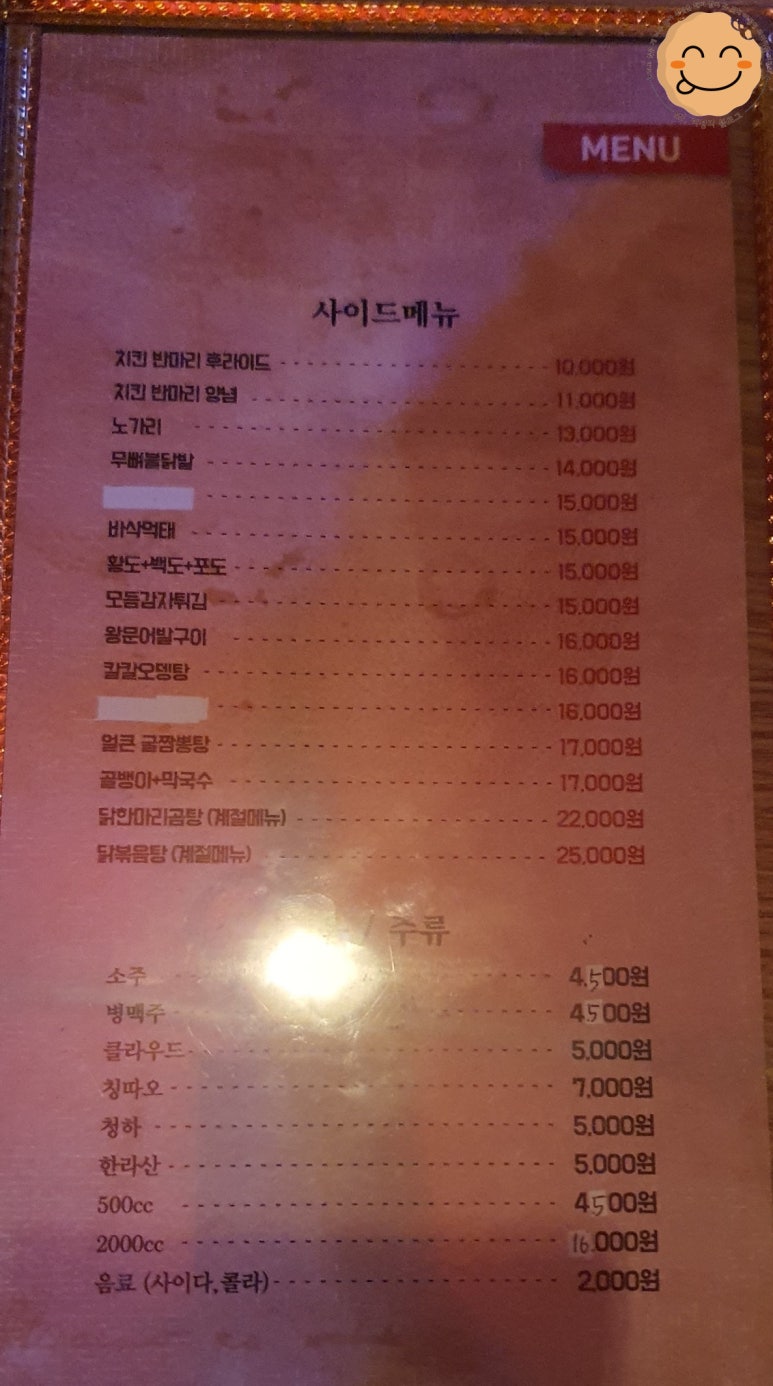 MENU
사이드메뉴
치킨 반마리 후라이드 10,000원
치킨 반마리 양념 11,000원
노가리 13,000원
무뼈불닭발 14,000원
15,000원
바삭먹태 15,000원
황도+백도+포도 15,000원
모듬감자튀김 15,000원
왕문어발구이 16,000원
칼칼오뎅탕 16,000원
16,000원
얼큰 굴짬뽕탕 17,000원
골뱅이+막국수 17,000원
닭한마리곰탕 (계절메뉴) 22,000원
닭볶음탕 (계절메뉴) 25,000원
/ 주류
소주 4,500원
병맥주 4500원
클라우드 5,000원
칭따오 7,000원
청하 5,000원
한라산 5,000원
500cc 4500원
2000cc 16,000원
음료 (사이다,콜라) 2,000원